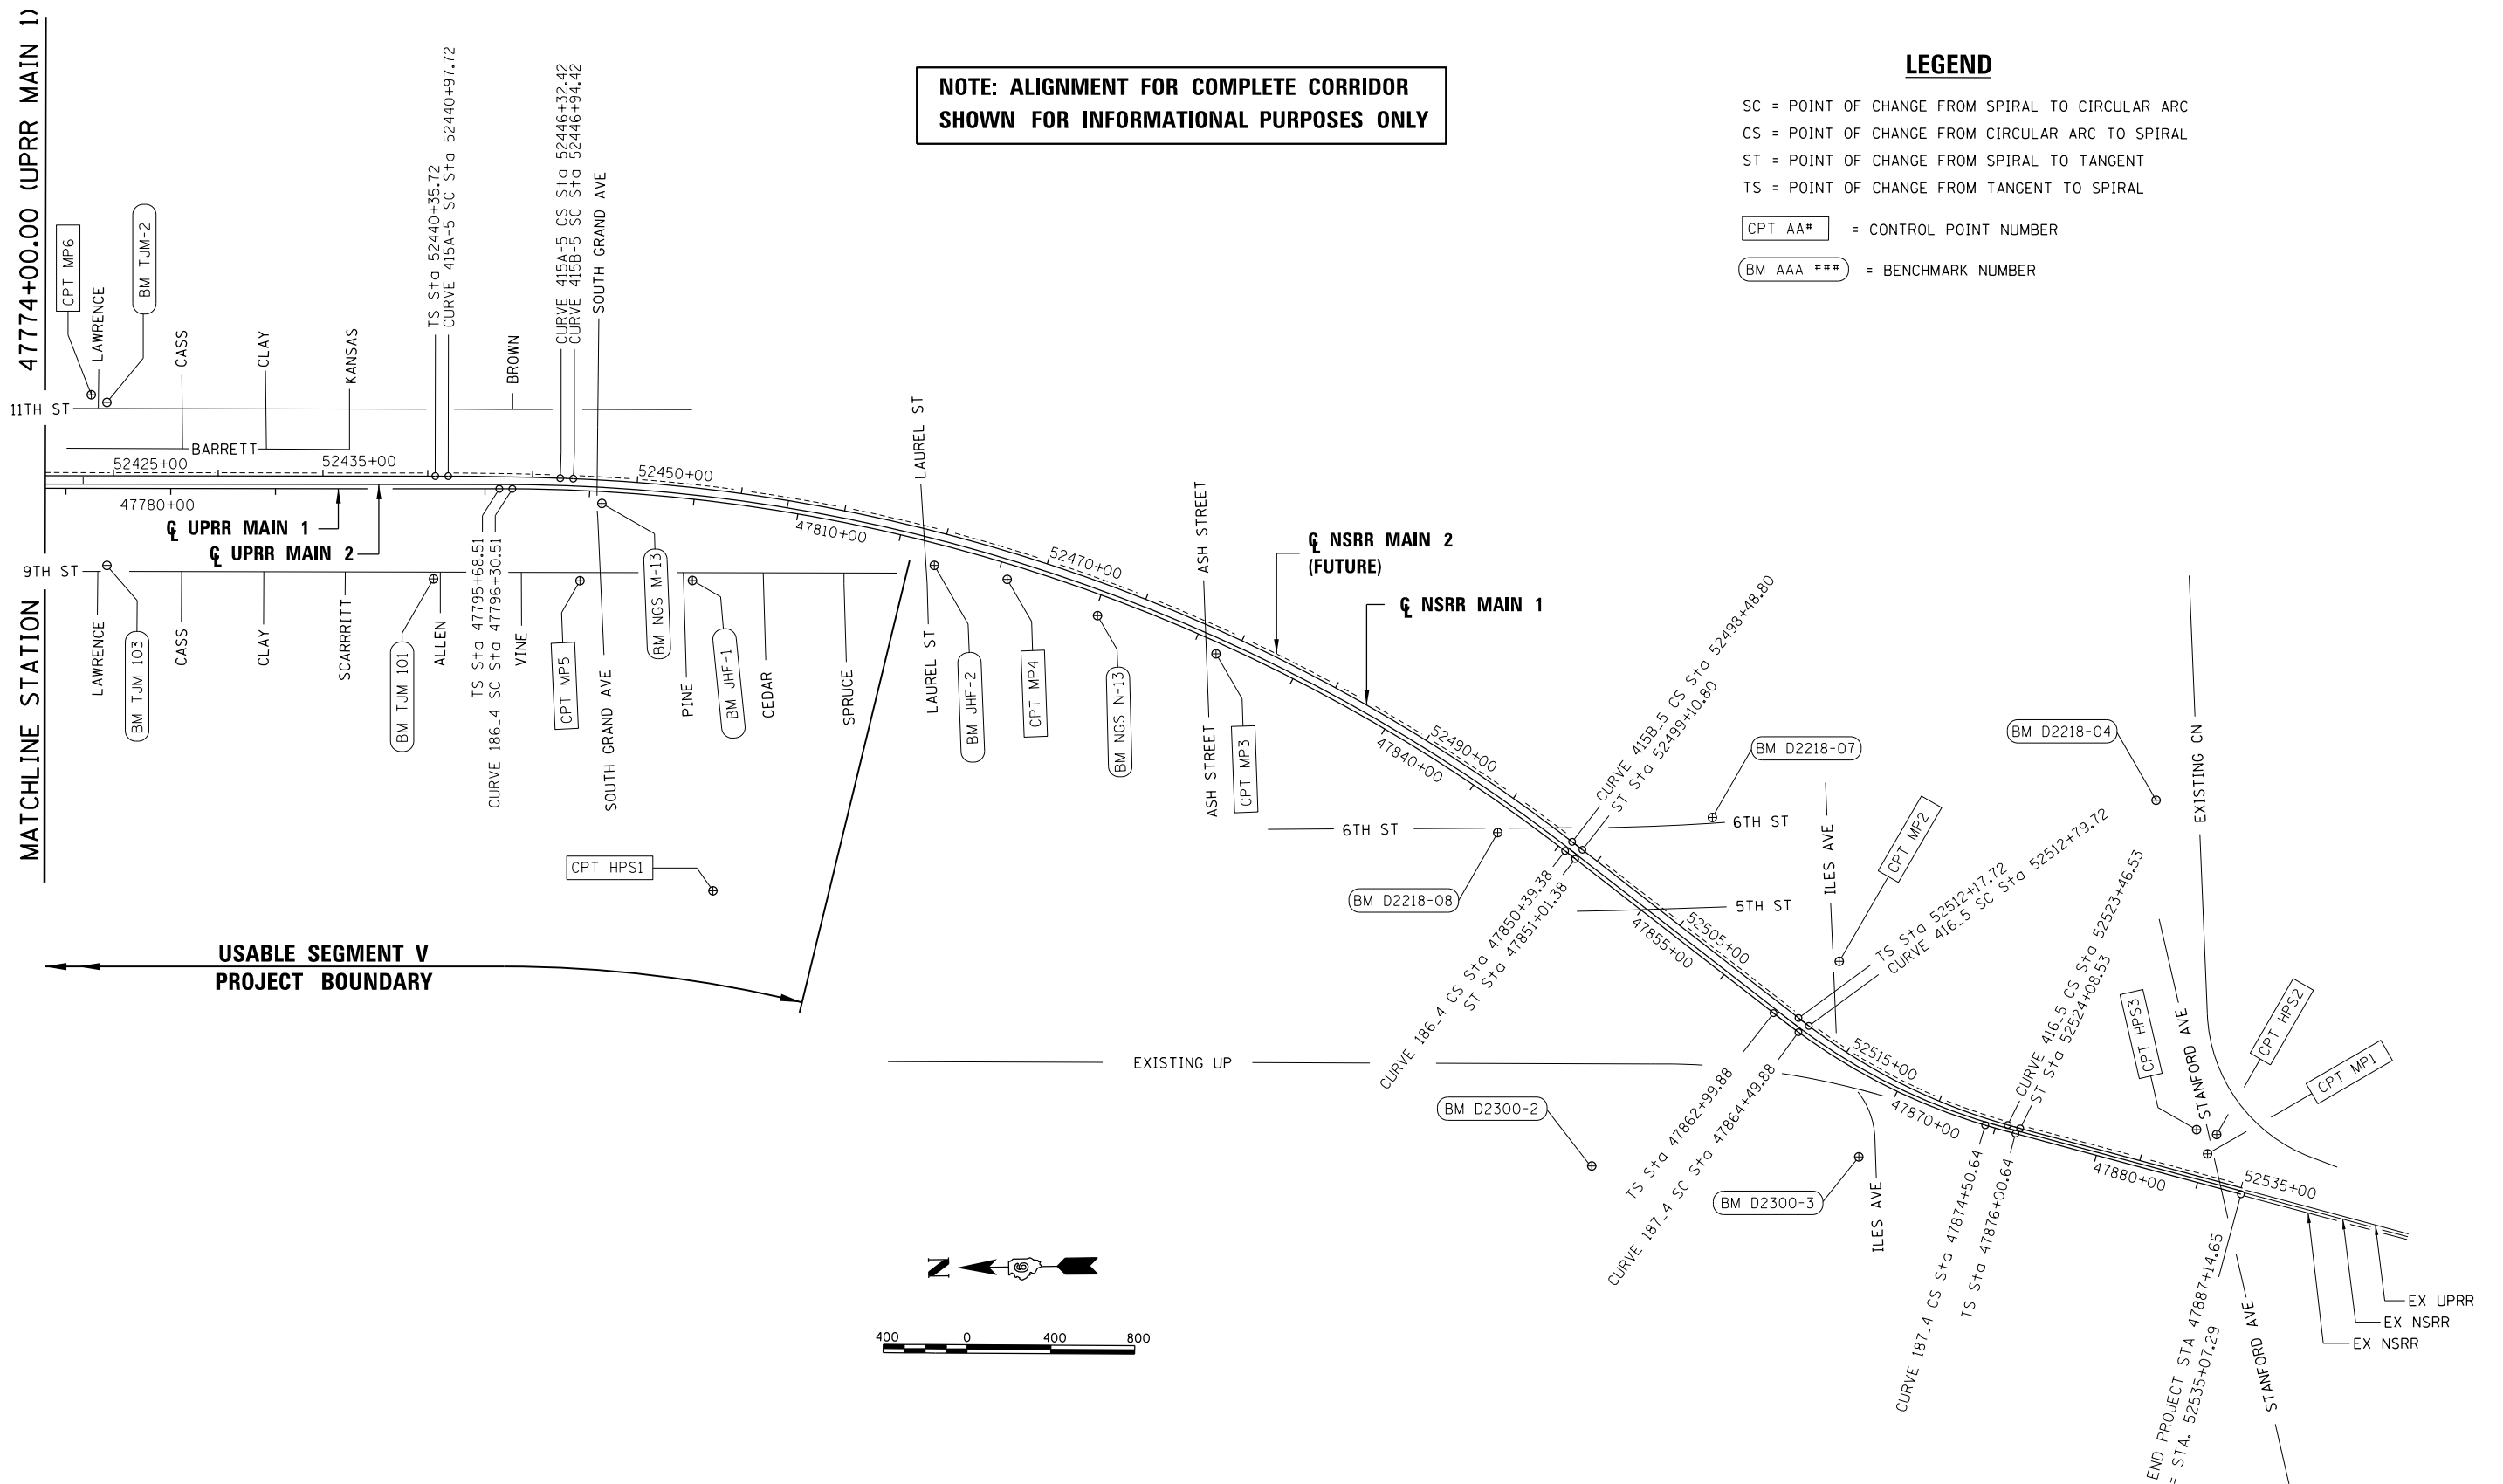 MATCHLINE STATION 47774+00.00 (UPRR MAIN 1)
NOTE: ALIGNMENT FOR COMPLETE CORRIDOR
SHOWN FOR INFORMATIONAL PURPOSES ONLY
LEGEND
SC = POINT OF CHANGE FROM SPIRAL TO CIRCULAR ARC
CS = POINT OF CHANGE FROM CIRCULAR ARC TO SPIRAL
ST = POINT OF CHANGE FROM SPIRAL TO TANGENT
TS = POINT OF CHANGE FROM TANGENT TO SPIRAL
CPT AA# = CONTROL POINT NUMBER
BM AAA ### = BENCHMARK NUMBER
CPT MP6
LAWRENCE
BM TJM-2
CASS
CLAY
KANSAS
TS Sta 52440+35.72
CURVE 415A-5 SC Sta 52440+97.72
BROWN
CURVE 415A-5 CS Sta 52446+32.42
CURVE 415B-5 SC Sta 52446+94.42
SOUTH GRAND AVE
11TH ST
BARRETT
52425+00
52435+00
52450+00
47780+00
℄ UPRR MAIN 1
℄ UPRR MAIN 2
47810+00
LAUREL ST
52470+00
ASH STREET
℄ NSRR MAIN 2
(FUTURE)
℄ NSRR MAIN 1
9TH ST
LAWRENCE
BM TJM 103
CASS
CLAY
SCARRRITT
BM TJM 101
ALLEN
TS Sta 47795+68.51
CURVE 186_4 SC Sta 47796+30.51
VINE
CPT MP5
SOUTH GRAND AVE
BM NGS M-13
PINE
BM JHF-1
CEDAR
SPRUCE
LAUREL ST
BM JHF-2
CPT MP4
BM NGS N-13
ASH STREET
CPT MP3
47840+00
52490+00
CURVE 415B_5 CS Sta 52498+48.80
ST Sta 52499+10.80
BM D2218-07
BM D2218-04
EXISTING CN
6TH ST
6TH ST
ILES AVE
CPT MP2
CPT HPS1
BM D2218-08
5TH ST
CURVE 186_4 CS Sta 47850+39.38
ST Sta 47851+01.38
47855+00
52505+00
TS Sta 52512+17.72
CURVE 416_5 SC Sta 52512+79.72
CURVE 416_5 CS Sta 52523+46.53
ST Sta 52524+08.53
USABLE SEGMENT V
PROJECT BOUNDARY
EXISTING UP
52515+00
47870+00
CPT HPS3
STANFORD AVE
CPT HPS2
CPT MP1
BM D2300-2
TS Sta 47862+99.88
CURVE 187_4 SC Sta 47864+49.88
BM D2300-3
ILES AVE
CURVE 187_4 CS Sta 47874+50.64
TS Sta 47876+00.64
47880+00
52535+00
END PROJECT STA 47887+14.65
= STA. 52535+07.29
STANFORD AVE
EX UPRR
EX NSRR
EX NSRR
N
400 0 400 800